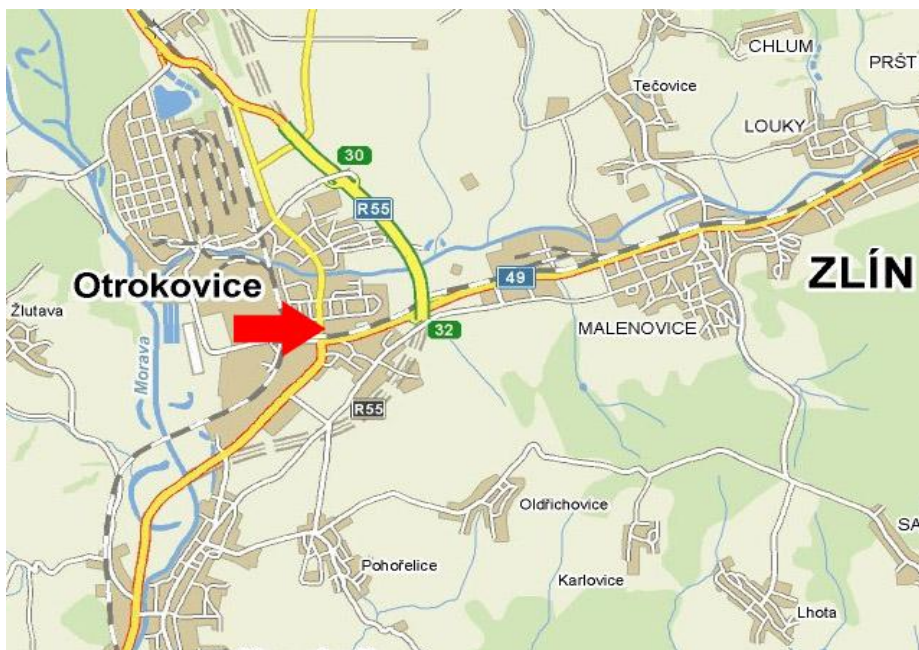 CHLUM
PRŠT
Tečovice
LOUKY
30
R55
Otrokovice
49
ZLÍN
Žlutava
32
MALENOVICE
Morava
R55
Oldřichovice
SA
Pohořelice
Karlovice
Lhota